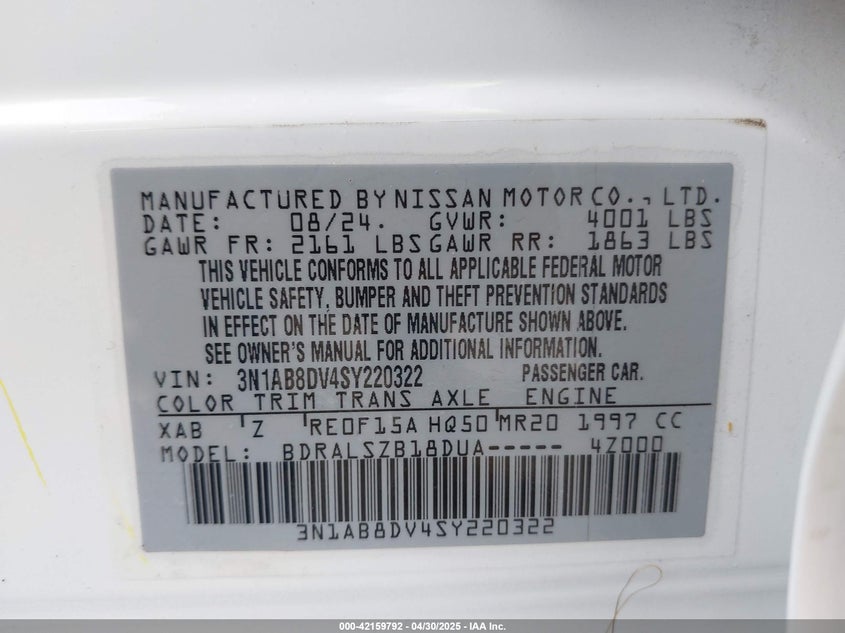 MANUFACTURED BY NISSAN MOTOR CO., LTD.
DATE: 08/24. GVWR: 4001 LBS
GAWR FR: 2161 LBS GAWR RR: 1863 LBS
THIS VEHICLE CONFORMS TO ALL APPLICABLE FEDERAL MOTOR
VEHICLE SAFETY, BUMPER AND THEFT PREVENTION STANDARDS
IN EFFECT ON THE DATE OF MANUFACTURE SHOWN ABOVE.
SEE OWNER'S MANUAL FOR ADDITIONAL INFORMATION.
VIN: 3N1AB8DV4SY220322 PASSENGER CAR.
COLOR TRIM TRANS AXLE ENGINE
XAB Z RE0F15A HQ50 MR20 1997 CC
MODEL: BDRALSZB18DUA----- 4Z000
3N1AB8DV4SY220322
000-42159792 - 04/30/2025 - IAA Inc.